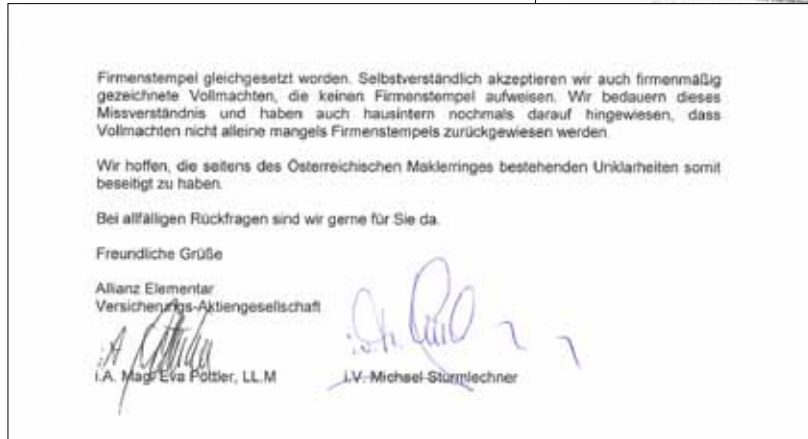 Firmenstempel gleichgesetzt worden. Selbstverständlich akzeptieren wir auch firmenmäßig
gezeichnete Vollmachten, die keinen Firmenstempel aufweisen. Wir bedauern dieses
Missverständnis und haben auch hausintern nochmals darauf hingewiesen, dass
Vollmachten nicht alleine mangels Firmenstempels zurückgewiesen werden.
Wir hoffen, die seitens des Österreichischen Maklerringes bestehenden Unklarheiten somit
beseitigt zu haben.
Bei allfälligen Rückfragen sind wir gerne für Sie da.
Freundliche Grüße
Allianz Elementar
Versicherungs-Aktiengesellschaft
i.A.
i.A. Mag. Eva Pottler, LL.M i.V. Michael Sturmlechner